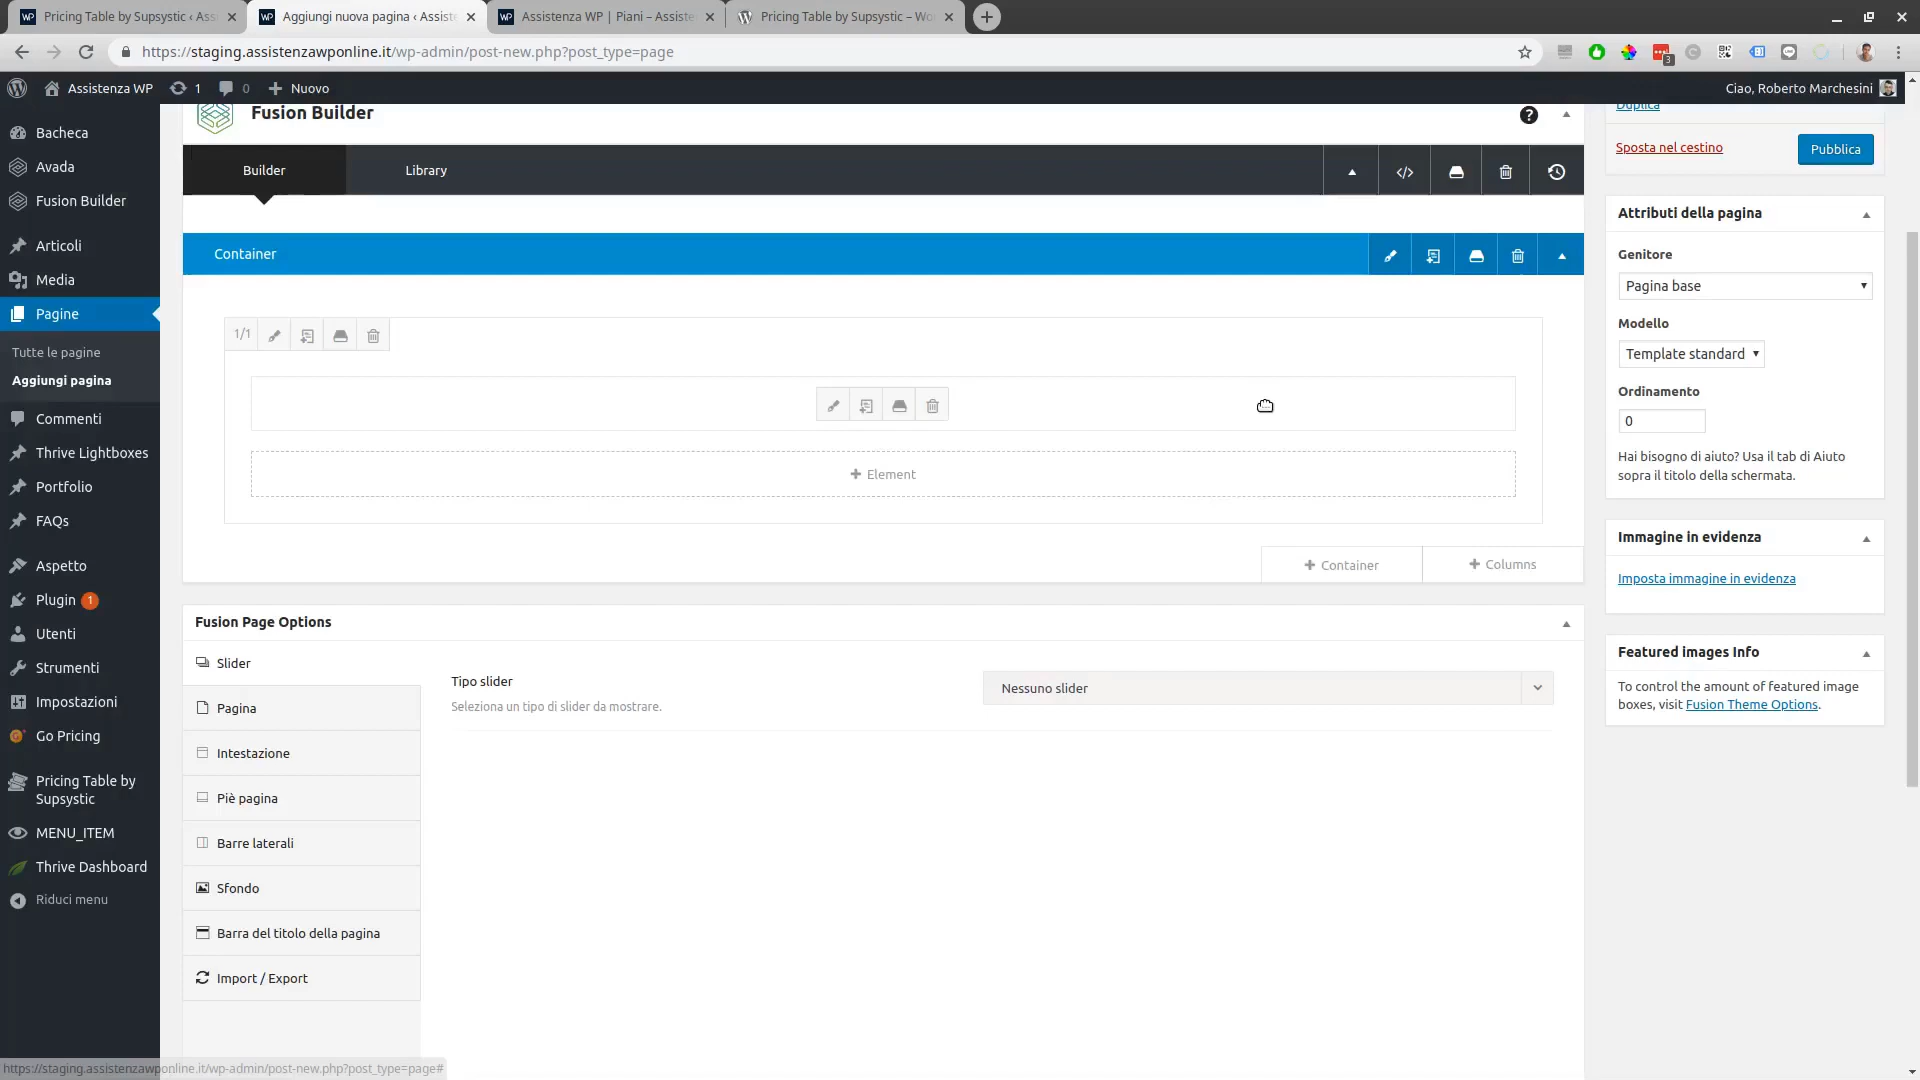 Pricing Table by Supsystic ‹ Ass
Aggiungi nuova pagina ‹ Assiste
Assistenza WP | Piani – Assiste
Pricing Table by Supsystic – Wo
https://staging.assistenzawponline.it/wp-admin/post-new.php?post_type=page
3
Assistenza WP
1
0
Nuovo
Ciao, Roberto Marchesini
Bacheca
Avada
Fusion Builder
Articoli
Media
Pagine
Tutte le pagine
Aggiungi pagina
Commenti
Thrive Lightboxes
Portfolio
FAQs
Aspetto
Plugin 1
Utenti
Strumenti
Impostazioni
Go Pricing
Pricing Table by
Supsystic
MENU_ITEM
Thrive Dashboard
Riduci menu
Fusion Builder
Builder
Library
Container
1/1
+ Element
+ Container
+ Columns
Fusion Page Options
Slider
Pagina
Intestazione
Piè pagina
Barre laterali
Sfondo
Barra del titolo della pagina
Import / Export
Tipo slider
Seleziona un tipo di slider da mostrare.
Nessuno slider
Duplica
Sposta nel cestino
Pubblica
Attributi della pagina
Genitore
Pagina base
Modello
Template standard
Ordinamento
0
Hai bisogno di aiuto? Usa il tab di Aiuto
sopra il titolo della schermata.
Immagine in evidenza
Imposta immagine in evidenza
Featured images Info
To control the amount of featured image
boxes, visit Fusion Theme Options.
https://staging.assistenzawponline.it/wp-admin/post-new.php?post_type=page#